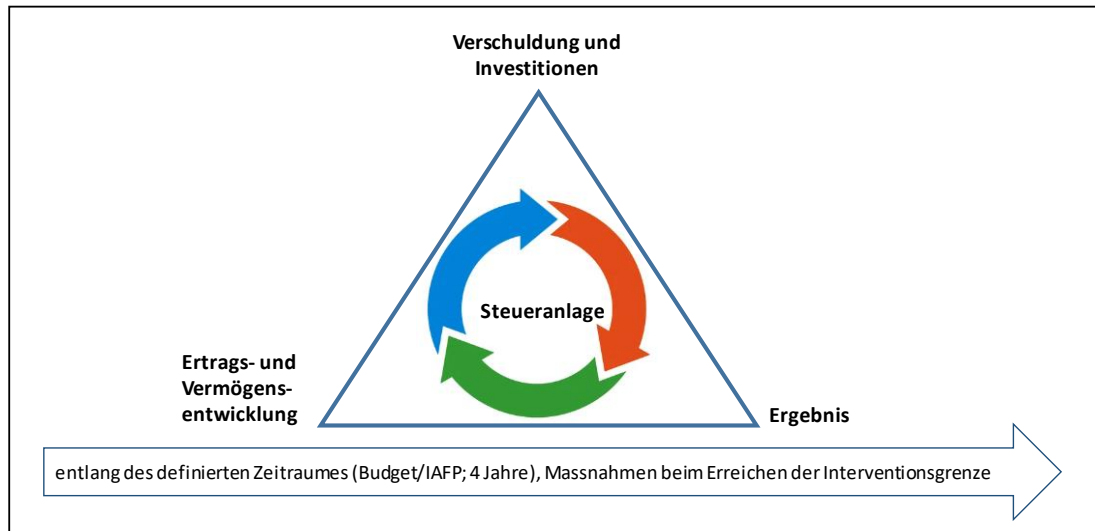 Verschuldung und
Investitionen
Steueranlage
Ertrags- und
Vermögens-
entwicklung
Ergebnis
entlang des definierten Zeitraumes (Budget/IAFP; 4 Jahre), Massnahmen beim Erreichen der Interventionsgrenze